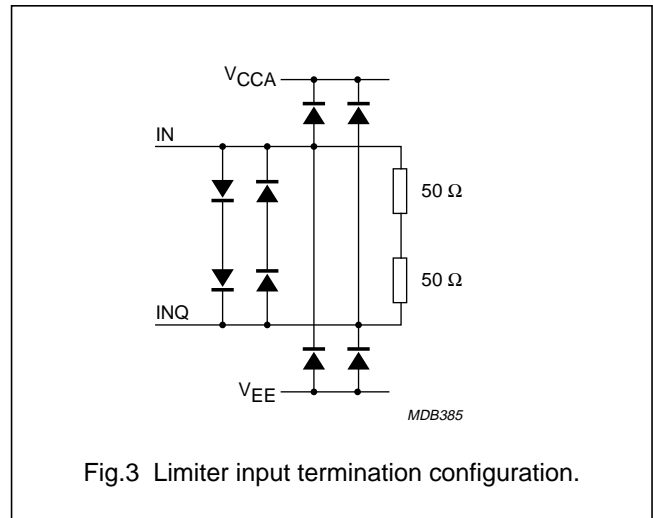 VCCA
IN
50 Ω
50 Ω
INQ
VEE
MDB385
Fig.3 Limiter input termination configuration.